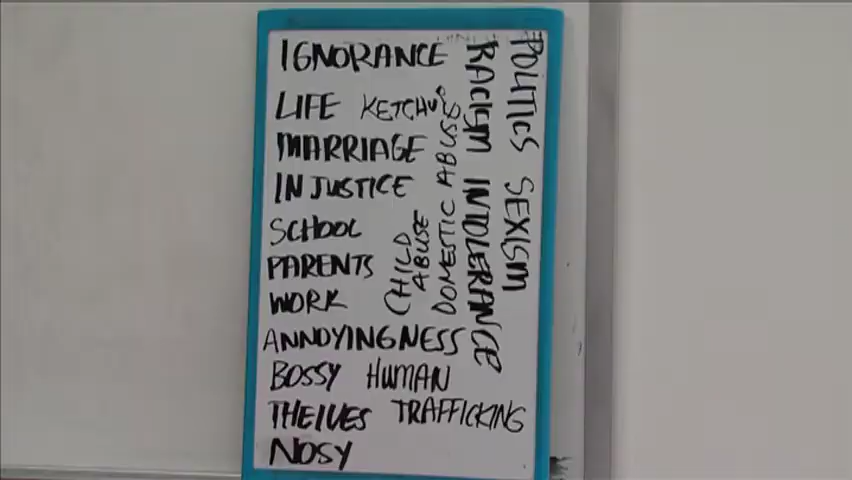 IGNORANCE
LIFE KETCHUP
MARRIAGE
INJUSTICE
SCHOOL
PARENTS
WORK
ANNOYINGNESS
BOSSY HUMAN
THEIVES TRAFFICKING
NOSY
CHILD
ABUSE
DOMESTIC ABUSE
RACISM INTOLERANCE
POLITICS SEXISM